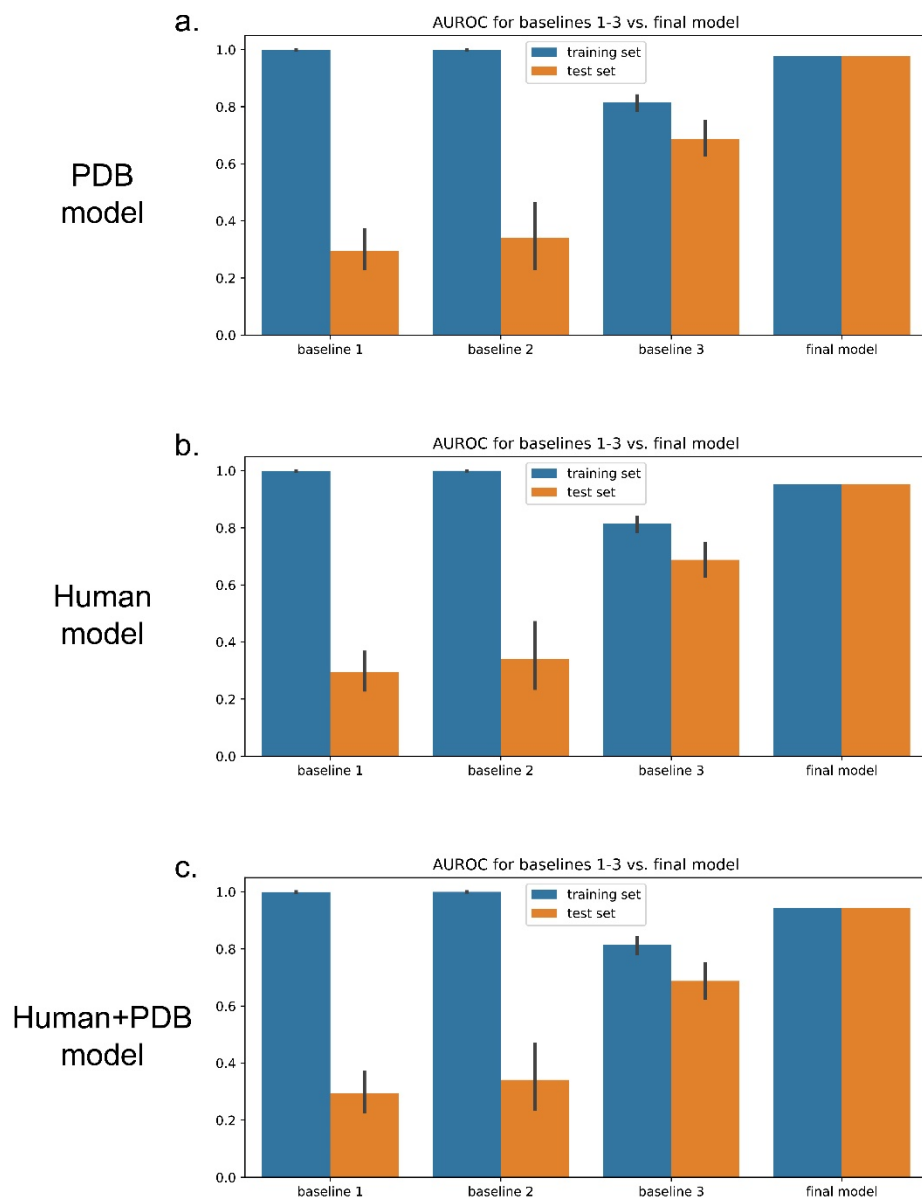 a.
AUROC for baselines 1-3 vs. final model
training set
test set
PDB
model
1.0
0.8
0.6
0.4
0.2
0.0
baseline 1
baseline 2
baseline 3
final model
b.
AUROC for baselines 1-3 vs. final model
training set
test set
Human
model
1.0
0.8
0.6
0.4
0.2
0.0
baseline 1
baseline 2
baseline 3
final model
c.
AUROC for baselines 1-3 vs. final model
training set
test set
Human+PDB
model
1.0
0.8
0.6
0.4
0.2
0.0
baseline 1
baseline 2
baseline 3
final model